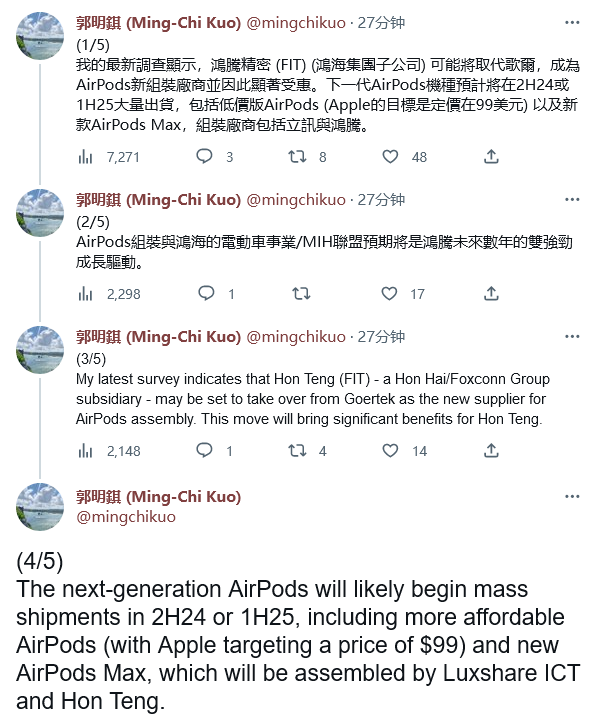 郭明錤 (Ming-Chi Kuo) @mingchikuo · 27分钟
(1/5)
我的最新調查顯示，鴻騰精密 (FIT) (鴻海集團子公司) 可能將取代歌爾，成為
AirPods新組裝廠商並因此顯著受惠。下一代AirPods機種預計將在2H24或
1H25大量出貨，包括低價版AirPods (Apple的目標是定價在99美元) 以及新
款AirPods Max，組裝廠商包括立訊與鴻騰。
7,271 3 8 48
郭明錤 (Ming-Chi Kuo) @mingchikuo · 27分钟
(2/5)
AirPods組裝與鴻海的電動車事業/MIH聯盟預期將是鴻騰未來數年的雙強勁
成長驅動。
2,298 1 17
郭明錤 (Ming-Chi Kuo) @mingchikuo · 27分钟
(3/5)
My latest survey indicates that Hon Teng (FIT) - a Hon Hai/Foxconn Group
subsidiary - may be set to take over from Goertek as the new supplier for
AirPods assembly. This move will bring significant benefits for Hon Teng.
2,148 1 4 14
郭明錤 (Ming-Chi Kuo)
@mingchikuo
(4/5)
The next-generation AirPods will likely begin mass
shipments in 2H24 or 1H25, including more affordable
AirPods (with Apple targeting a price of $99) and new
AirPods Max, which will be assembled by Luxshare ICT
and Hon Teng.